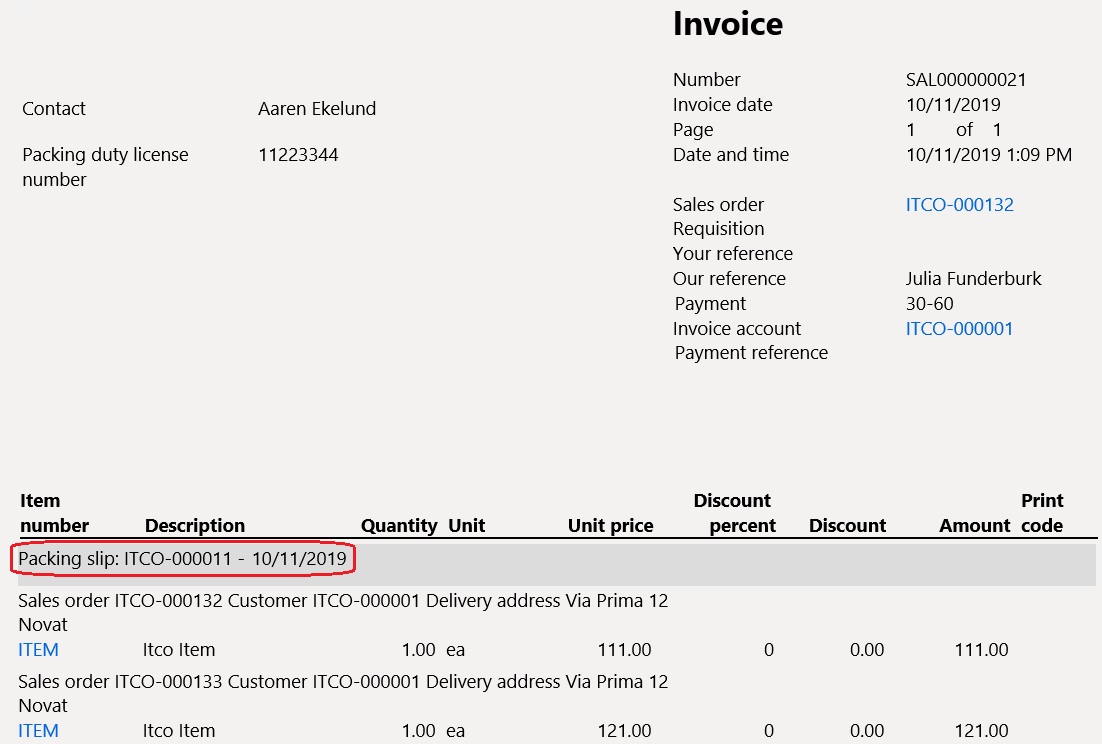 Invoice
Number SAL000000021
Invoice date 10/11/2019
Page 1 of 1
Date and time 10/11/2019 1:09 PM
Contact Aaren Ekelund
Packing duty license
number 11223344
Sales order ITCO-000132
Requisition
Your reference
Our reference Julia Funderburk
Payment 30-60
Invoice account ITCO-000001
Payment reference
Item number Description Quantity Unit Unit price Discount percent Discount Amount Print code
Packing slip: ITCO-000011 - 10/11/2019
Sales order ITCO-000132 Customer ITCO-000001 Delivery address Via Prima 12
Novat
ITEM Itco Item 1.00 ea 111.00 0 0.00 111.00
Sales order ITCO-000133 Customer ITCO-000001 Delivery address Via Prima 12
Novat
ITEM Itco Item 1.00 ea 121.00 0 0.00 121.00